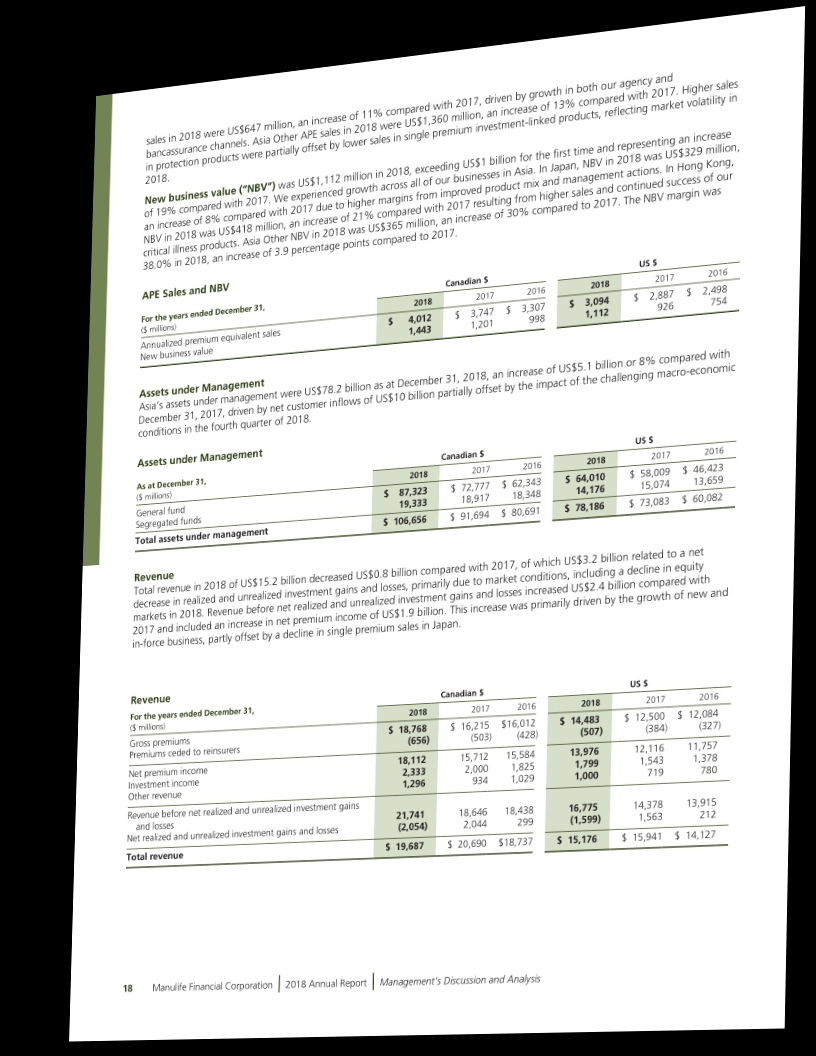 sales in 2018 were US$647 million, an increase of 11% compared with 2017, driven by growth in both our agency and
bancassurance channels. Asia Other APE sales in 2018 were US$1,360 million, an increase of 13% compared with 2017. Higher sales
in protection products were partially offset by lower sales in single premium investment-linked products, reflecting market volatility in
2018.
New business value ("NBV") was US$1,112 million in 2018, exceeding US$1 billion for the first time and representing an increase
of 19% compared with 2017. We experienced growth across all of our businesses in Asia. In Japan, NBV in 2018 was US$329 million,
an increase of 8% compared with 2017 due to higher margins from improved product mix and management actions. In Hong Kong,
NBV in 2018 was US$418 million, an increase of 21% compared with 2017 resulting from higher sales and continued success of our
critical illness products. Asia Other NBV in 2018 was US$365 million, an increase of 30% compared to 2017. The NBV margin was
38.0% in 2018, an increase of 3.9 percentage points compared to 2017.
APE Sales and NBV
Canadian $ US $
For the years ended December 31,
($ millions) 2018 2017 2016 2018 2017 2016
Annualized premium equivalent sales $ 4,012 $ 3,747 $ 3,307 $ 3,094 $ 2,887 $ 2,498
New business value 1,443 1,201 998 1,112 926 754
Assets under Management
Asia's assets under management were US$78.2 billion as at December 31, 2018, an increase of US$5.1 billion or 8% compared with
December 31, 2017, driven by net customer inflows of US$10 billion partially offset by the impact of the challenging macro-economic
conditions in the fourth quarter of 2018.
Assets under Management
Canadian $ US $
As at December 31,
($ millions) 2018 2017 2016 2018 2017 2016
General fund $ 87,323 $ 72,777 $ 62,343 $ 64,010 $ 58,009 $ 46,423
Segregated funds 19,333 18,917 18,348 14,176 15,074 13,659
Total assets under management $ 106,656 $ 91,694 $ 80,691 $ 78,186 $ 73,083 $ 60,082
Revenue
Total revenue in 2018 of US$15.2 billion decreased US$0.8 billion compared with 2017, of which US$3.2 billion related to a net
decrease in realized and unrealized investment gains and losses, primarily due to market conditions, including a decline in equity
markets in 2018. Revenue before net realized and unrealized investment gains and losses increased US$2.4 billion compared with
2017 and included an increase in net premium income of US$1.9 billion. This increase was primarily driven by the growth of new and
in-force business, partly offset by a decline in single premium sales in Japan.
Revenue
Canadian $ US $
For the years ended December 31,
($ millions) 2018 2017 2016 2018 2017 2016
Gross premiums $ 18,768 $ 16,215 $16,012 $ 14,483 $ 12,500 $ 12,084
Premiums ceded to reinsurers (656) (503) (428) (507) (384) (327)
Net premium income 18,112 15,712 15,584 13,976 12,116 11,757
Investment income 2,333 2,000 1,825 1,799 1,543 1,378
Other revenue 1,296 934 1,029 1,000 719 780
Revenue before net realized and unrealized investment gains
and losses 21,741 18,646 18,438 16,775 14,378 13,915
Net realized and unrealized investment gains and losses (2,054) 2,044 299 (1,599) 1,563 212
Total revenue $ 19,687 $ 20,690 $18,737 $ 15,176 $ 15,941 $ 14,127
18 Manulife Financial Corporation | 2018 Annual Report | Management's Discussion and Analysis